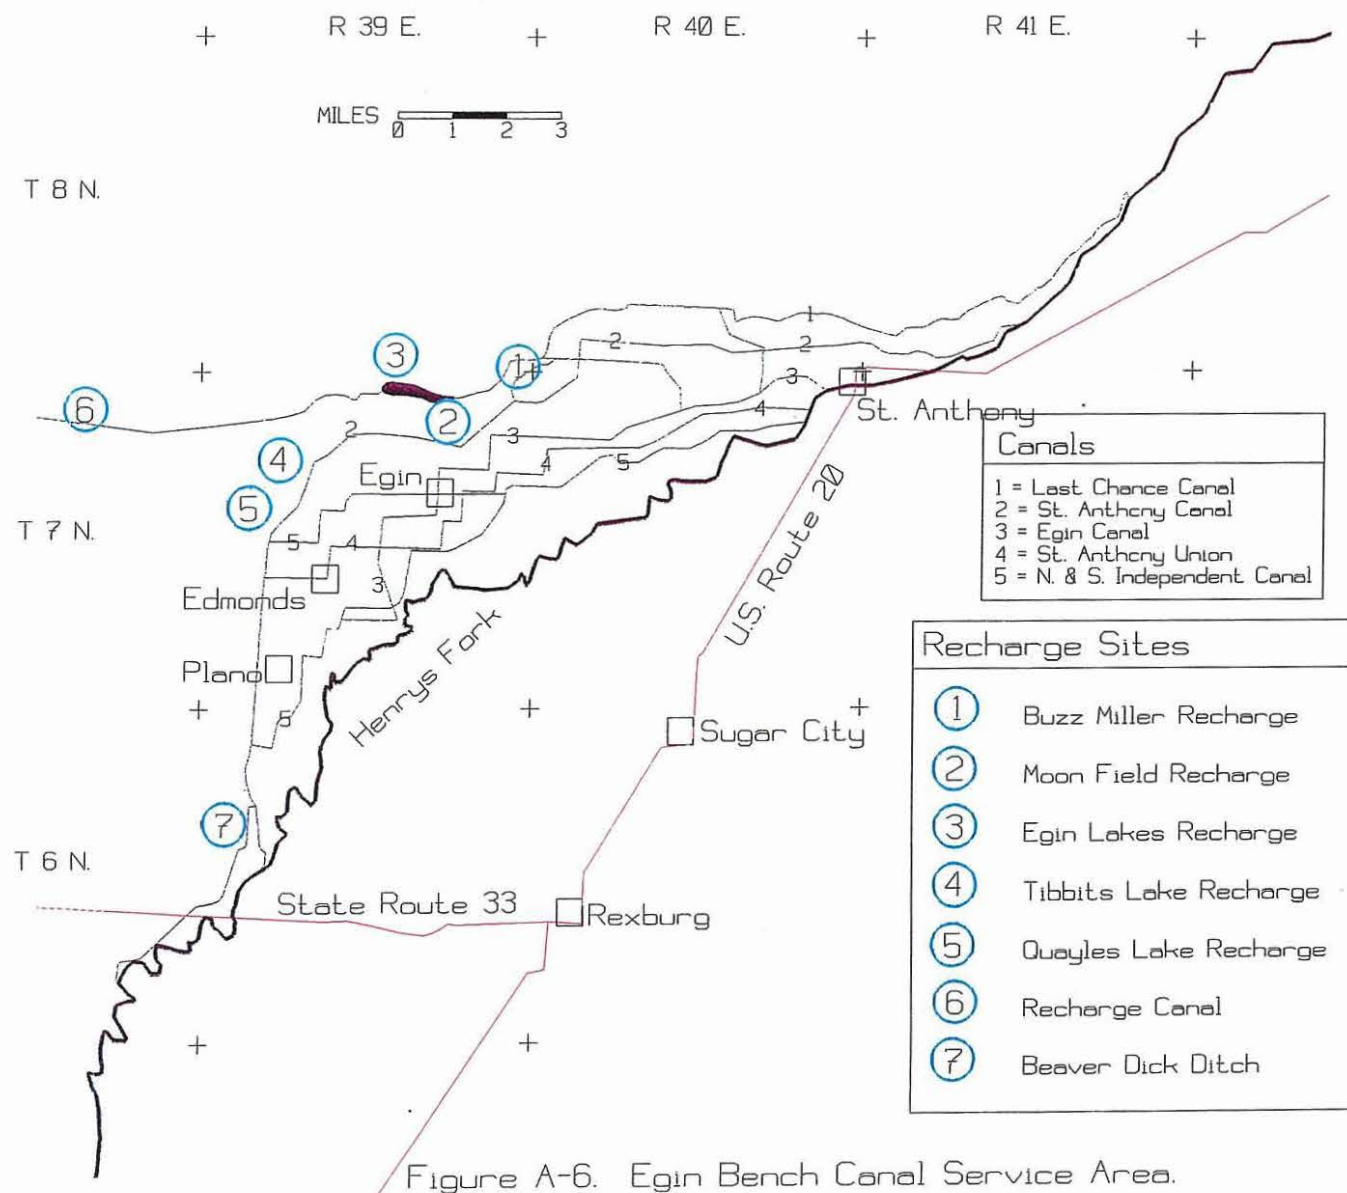 R 39 E.
R 40 E.
R 41 E.
MILES
0 1 2 3
T 8 N.
1
2
2
3
1
3
6
2
4
St. Anthony
2
3
4
Egin
4
5
5
T 7 N.
5
4
Edmonds
3
Plano
5
Henrys Fork
U.S. Route 20
Sugar City
7
T 6 N.
State Route 33
Rexburg
Canals
1 = Last Chance Canal
2 = St. Anthony Canal
3 = Egin Canal
4 = St. Anthony Union
5 = N. & S. Independent Canal
Recharge Sites
1 Buzz Miller Recharge
2 Moon Field Recharge
3 Egin Lakes Recharge
4 Tibbits Lake Recharge
5 Quayles Lake Recharge
6 Recharge Canal
7 Beaver Dick Ditch
Figure A-6. Egin Bench Canal Service Area.